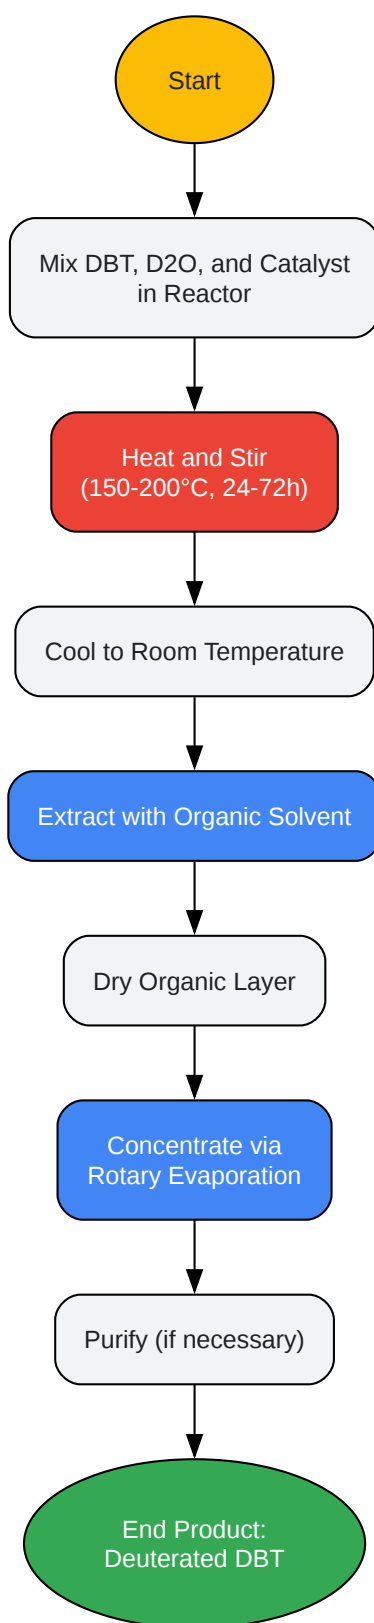 Start
Mix DBT, D2O, and Catalyst
in Reactor
Heat and Stir
(150-200°C, 24-72h)
Cool to Room Temperature
Extract with Organic Solvent
Dry Organic Layer
Concentrate via
Rotary Evaporation
Purify (if necessary)
End Product:
Deuterated DBT